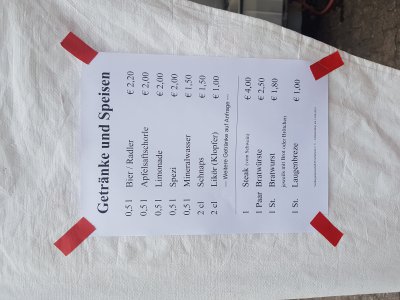 Getränke und Speisen
0,5 l Bier / Radler € 2,20
0,5 l Apfelsaftschorle € 2,00
0,5 l Limonade € 2,00
0,5 l Spezi € 2,00
0,5 l Mineralwasser € 1,50
2 cl Schnaps € 1,50
2 cl Likör (Klopfer) € 1,00
--- Weitere Getränke auf Anfrage ---
1 Steak (vom Schwein) € 4,00
1 Paar Bratwürste € 2,50
1 St. Bratwurst € 1,80
jeweils mit Brot oder Brötchen
1 St. Laugenbreze € 1,00